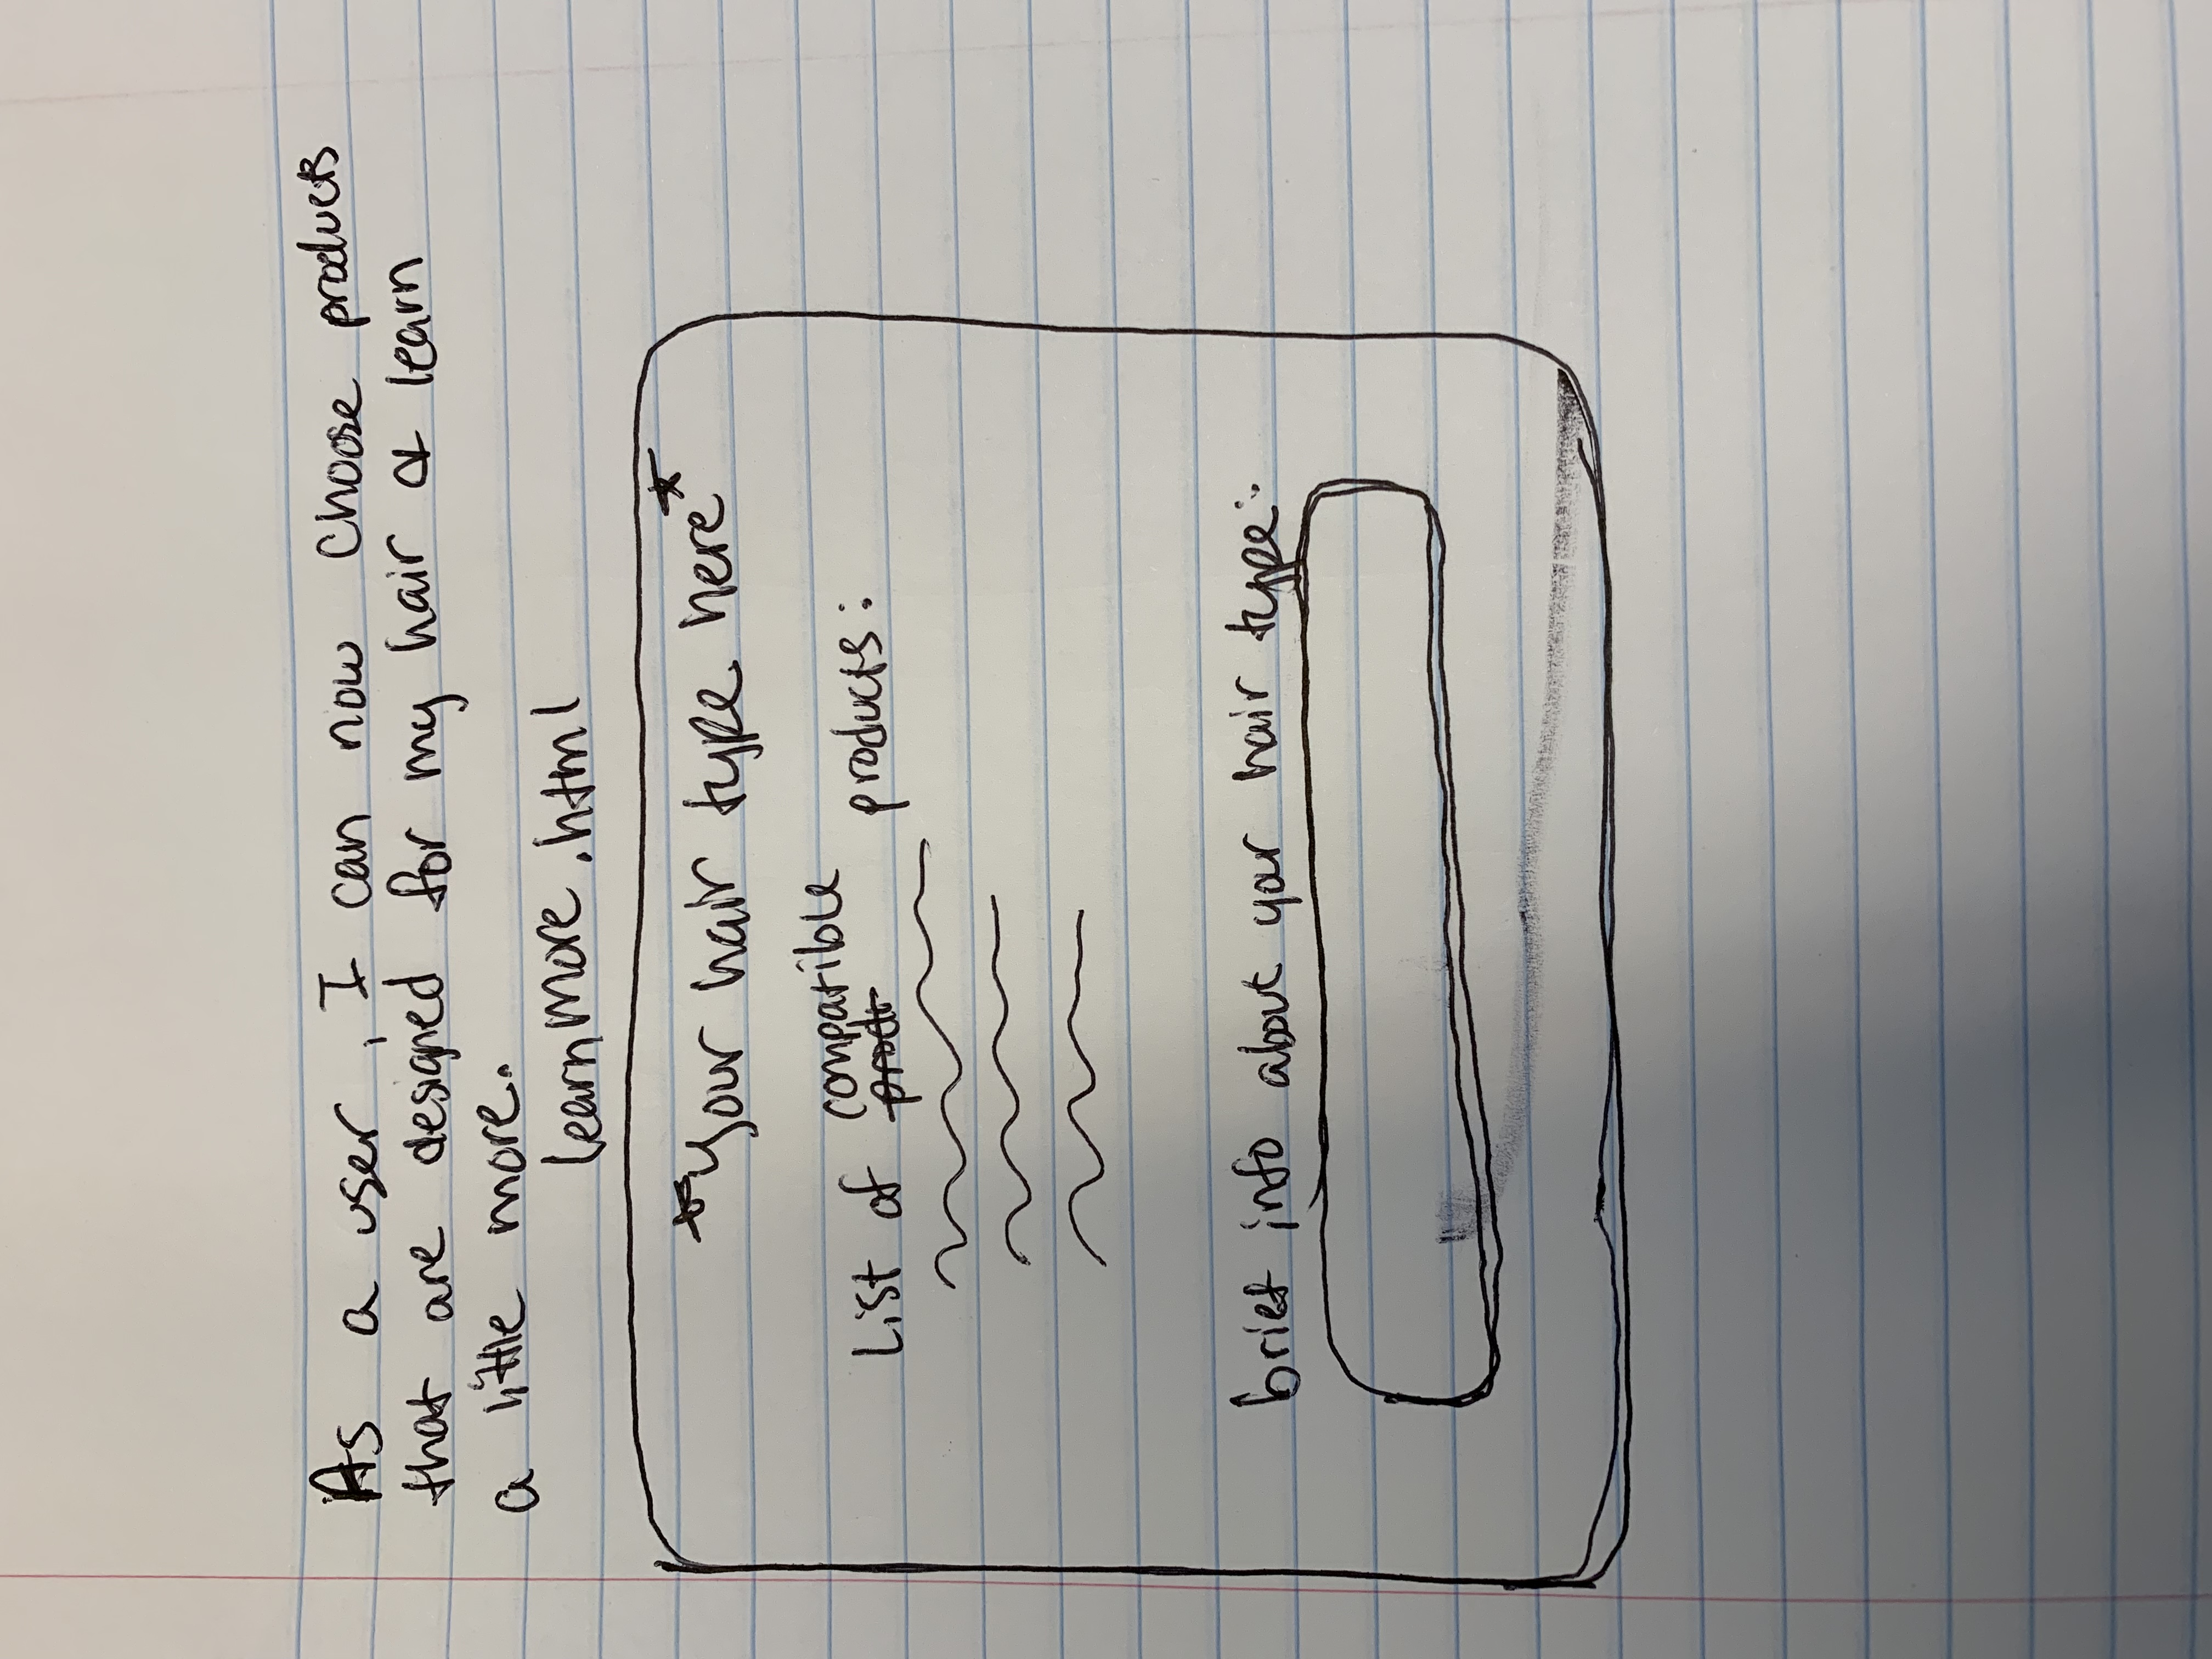 As a user, I can now choose products
that are designed for my hair & learn
a little more.
learnMore.html
*Your hair type here*
List of compatible products:
brief info about your hair type: